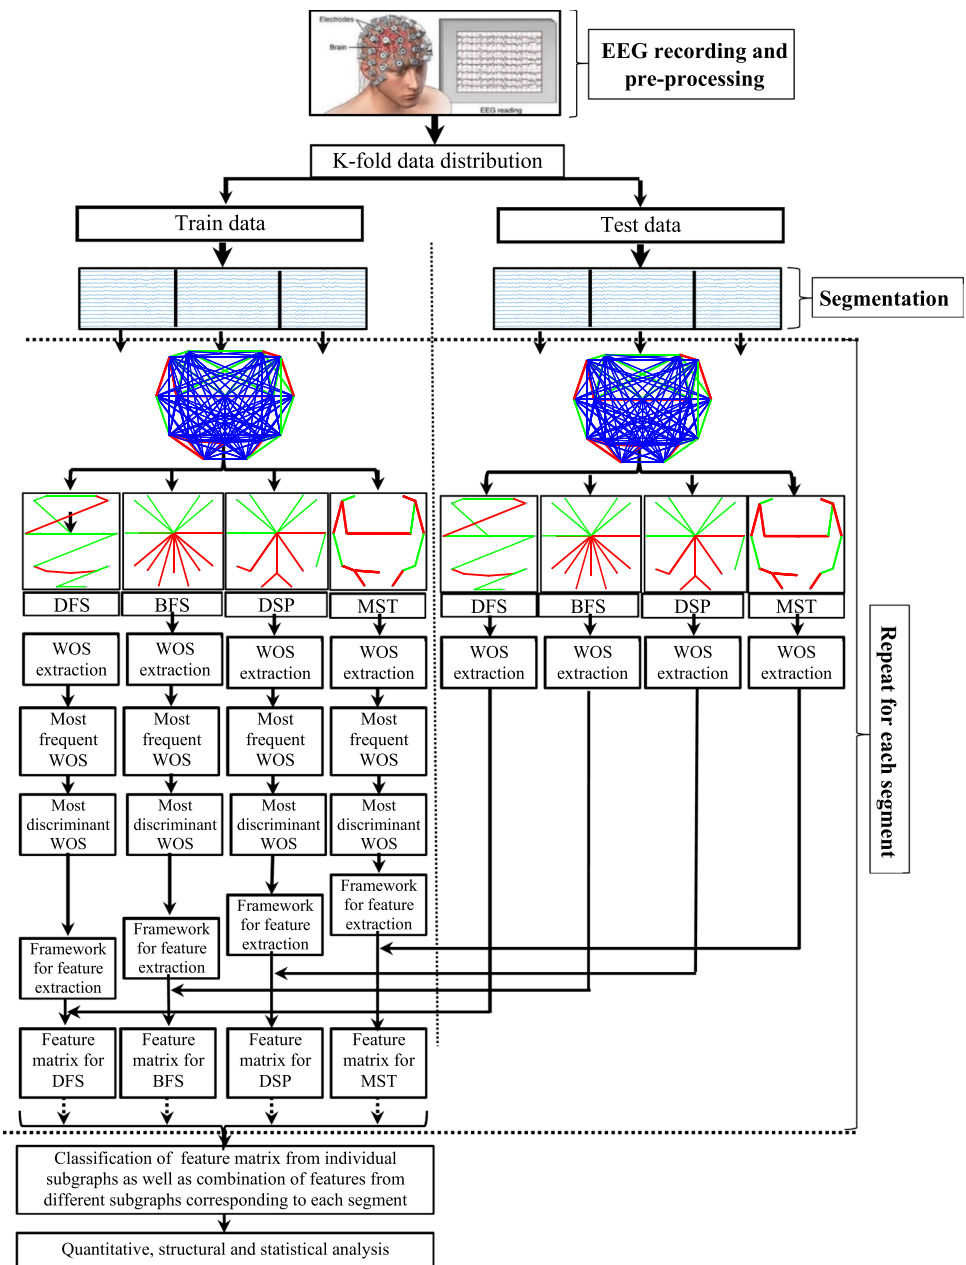 Electrodes
Brain
EEG reading
EEG recording and
pre-processing
K-fold data distribution
Train data
Test data
Segmentation
DFS
BFS
DSP
MST
DFS
BFS
DSP
MST
WOS
extraction
WOS
extraction
WOS
extraction
WOS
extraction
WOS
extraction
WOS
extraction
WOS
extraction
WOS
extraction
Most
frequent
WOS
Most
frequent
WOS
Most
frequent
WOS
Most
frequent
WOS
Most
discriminant
WOS
Most
discriminant
WOS
Most
discriminant
WOS
Most
discriminant
WOS
Framework
for feature
extraction
Framework
for feature
extraction
Framework
for feature
extraction
Framework
for feature
extraction
Feature
matrix for
DFS
Feature
matrix for
BFS
Feature
matrix for
DSP
Feature
matrix for
MST
Repeat for each segment
Classification of feature matrix from individual
subgraphs as well as combination of features from
different subgraphs corresponding to each segment
Quantitative, structural and statistical analysis